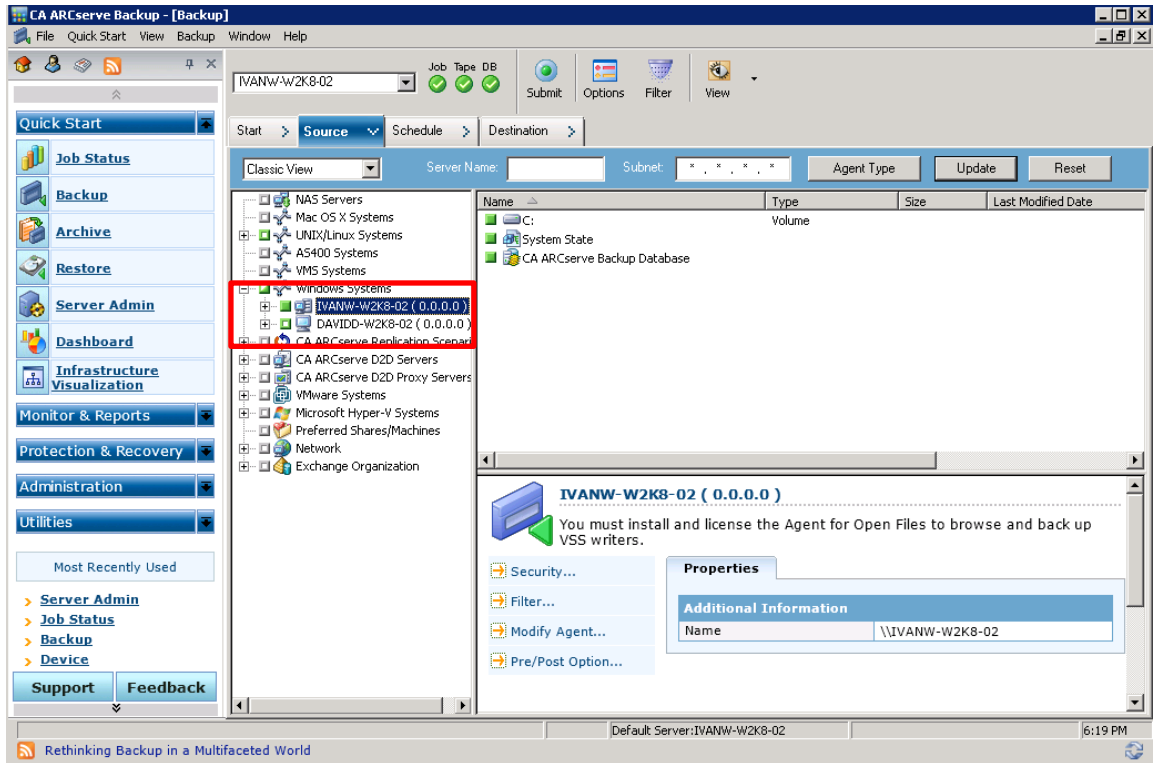 CA ARCserve Backup - [Backup]
File Quick Start View Backup Window Help
IVANW-W2K8-02
Job Tape DB
Submit Options Filter View
Quick Start
Job Status
Backup
Archive
Restore
Server Admin
Dashboard
Infrastructure
Visualization
Monitor & Reports
Protection & Recovery
Administration
Utilities
Most Recently Used
Server Admin
Job Status
Backup
Device
Support Feedback
Start Source Schedule Destination
Classic View Server Name: Subnet: * . * . * . * Agent Type Update Reset
NAS Servers
Mac OS X Systems
UNIX/Linux Systems
AS400 Systems
VMS Systems
Windows Systems
IVANW-W2K8-02 ( 0.0.0.0 )
DAVIDD-W2K8-02 ( 0.0.0.0 )
CA ARCserve Replication Scenari
CA ARCserve D2D Servers
CA ARCserve D2D Proxy Servers
VMware Systems
Microsoft Hyper-V Systems
Preferred Shares/Machines
Network
Exchange Organization
Name Type Size Last Modified Date
C: Volume
System State
CA ARCserve Backup Database
IVANW-W2K8-02 ( 0.0.0.0 )
You must install and license the Agent for Open Files to browse and back up
VSS writers.
Security...
Filter...
Modify Agent...
Pre/Post Option...
Properties
Additional Information
Name \\IVANW-W2K8-02
Default Server:IVANW-W2K8-02 6:19 PM
Rethinking Backup in a Multifaceted World